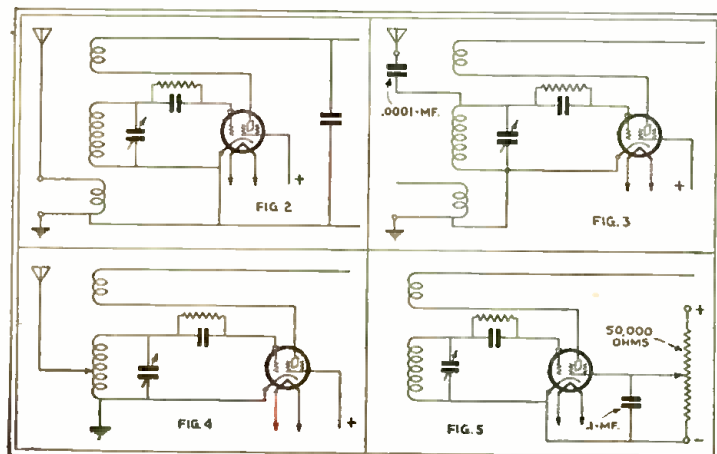 +
FIG. 2
.0001-MF.
+
FIG. 3
+
FIG. 4
+
50,000
OHMS
.1-MF.
FIG. 5
−